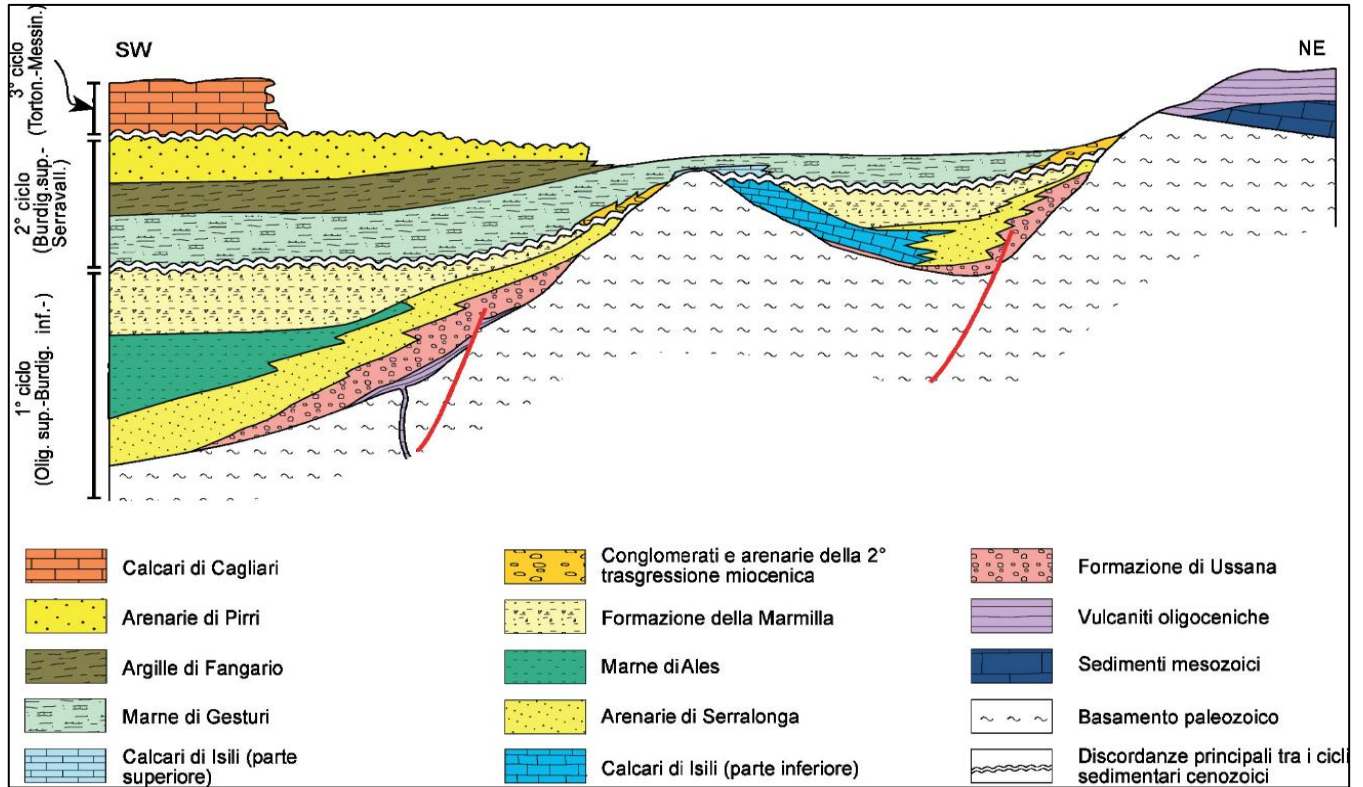 SW
NE
3° ciclo
(Torton.-Messin.)
2° ciclo
(Burdig.sup.-
Serravall.)
1° ciclo
(Olig. sup.-Burdig. inf.-)
Calcari di Cagliari
Arenarie di Pirri
Argille di Fangario
Marne di Gesturi
Calcari di Isili (parte
superiore)
Conglomerati e arenarie della 2°
trasgressione miocenica
Formazione della Marmilla
Marne di Ales
Arenarie di Serralonga
Calcari di Isili (parte inferiore)
Formazione di Ussana
Vulcaniti oligoceniche
Sedimenti mesozoici
Basamento paleozoico
Discordanze principali tra i cicli
sedimentari cenozoici